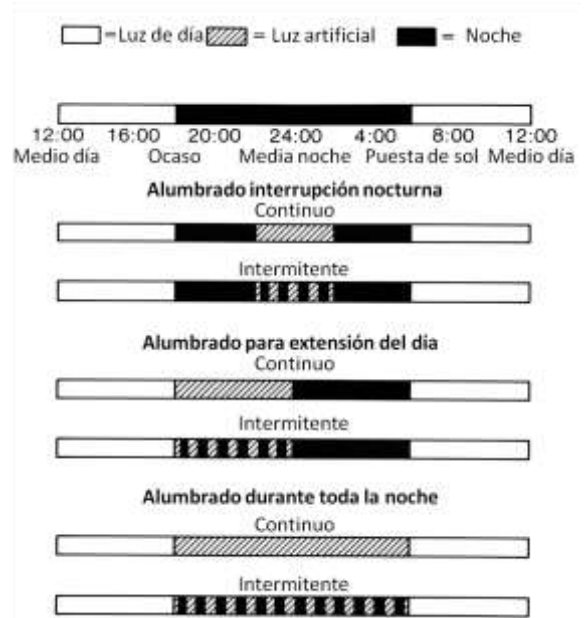 =Luz de día = Luz artificial = Noche
12:00 16:00 20:00 24:00 4:00 8:00 12:00
Medio día Ocaso Media noche Puesta de sol Medio día
Alumbrado interrupción nocturna
Continuo
Intermitente
Alumbrado para extensión del dia
Continuo
Intermitente
Alumbrado durante toda la noche
Continuo
Intermitente